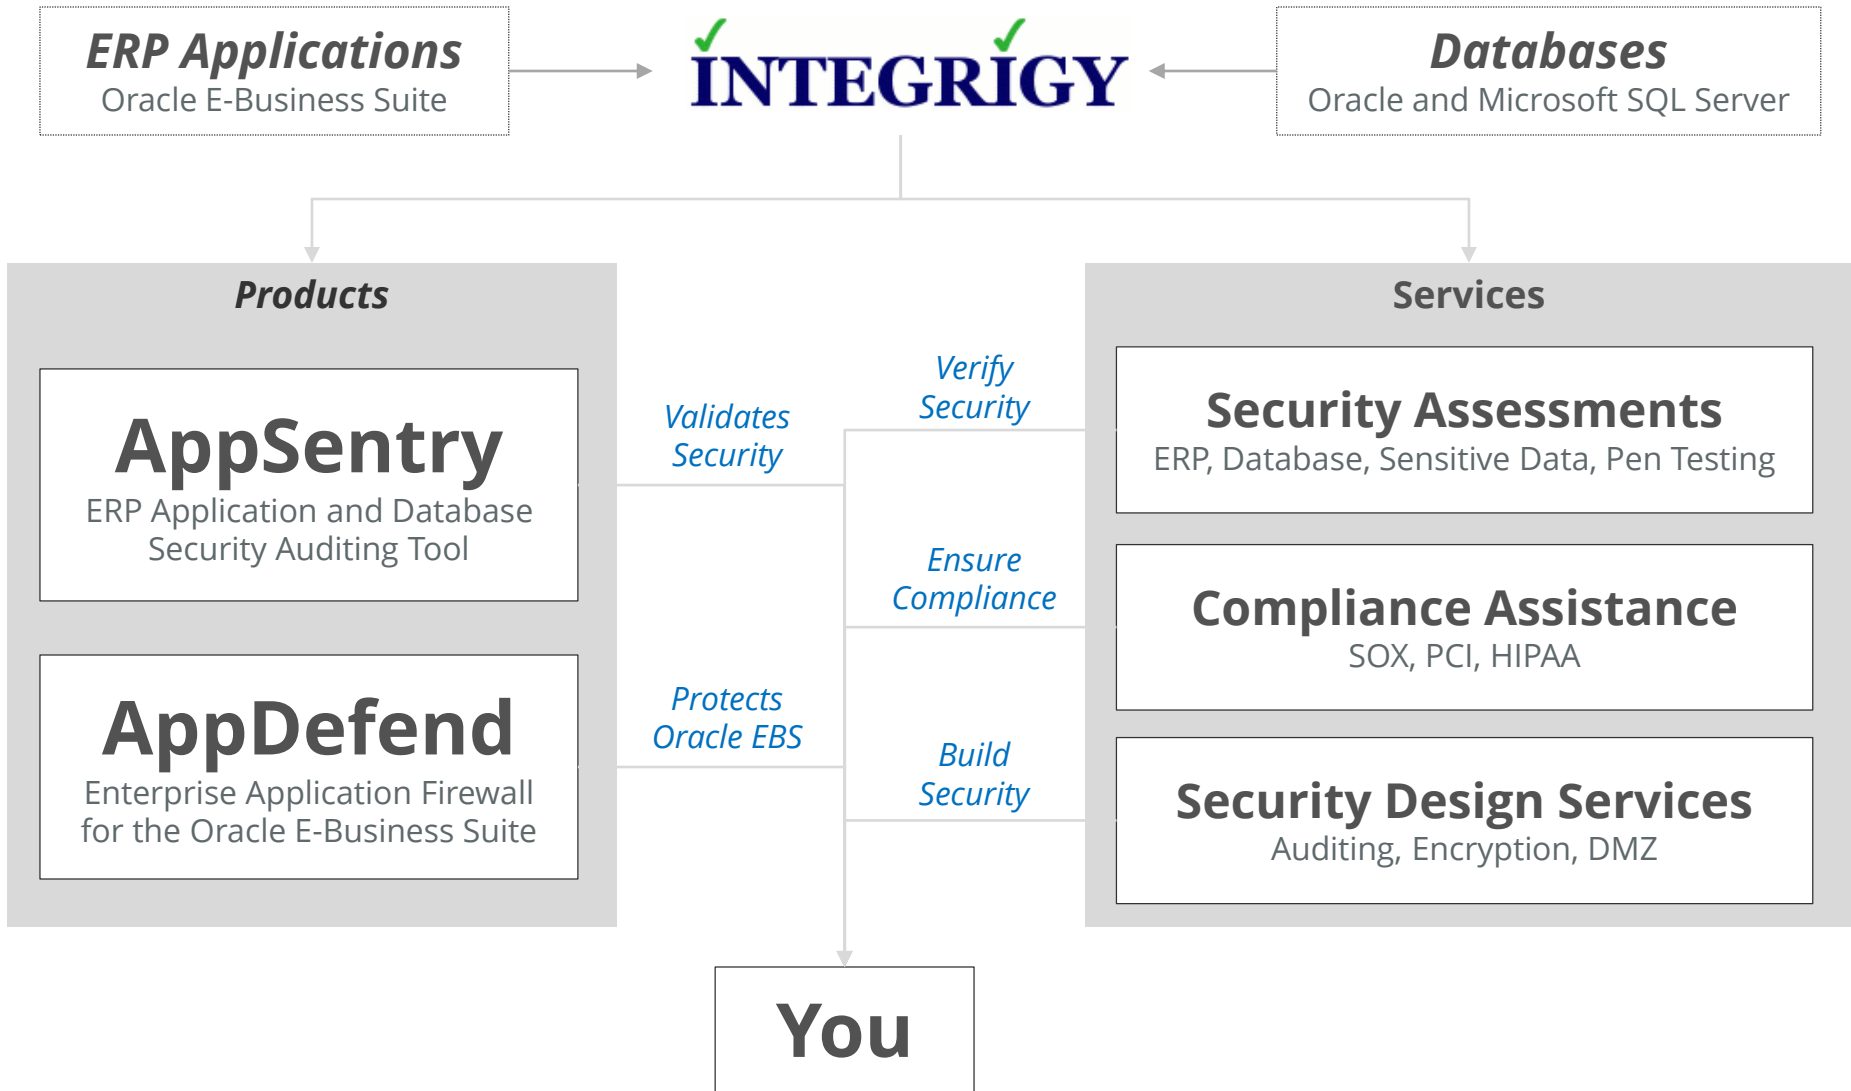 ERP Applications
Oracle E-Business Suite
INTEGRIGY
Databases
Oracle and Microsoft SQL Server
Products
AppSentry
ERP Application and Database
Security Auditing Tool
AppDefend
Enterprise Application Firewall
for the Oracle E-Business Suite
Validates
Security
Protects
Oracle EBS
Verify
Security
Ensure
Compliance
Build
Security
Services
Security Assessments
ERP, Database, Sensitive Data, Pen Testing
Compliance Assistance
SOX, PCI, HIPAA
Security Design Services
Auditing, Encryption, DMZ
You